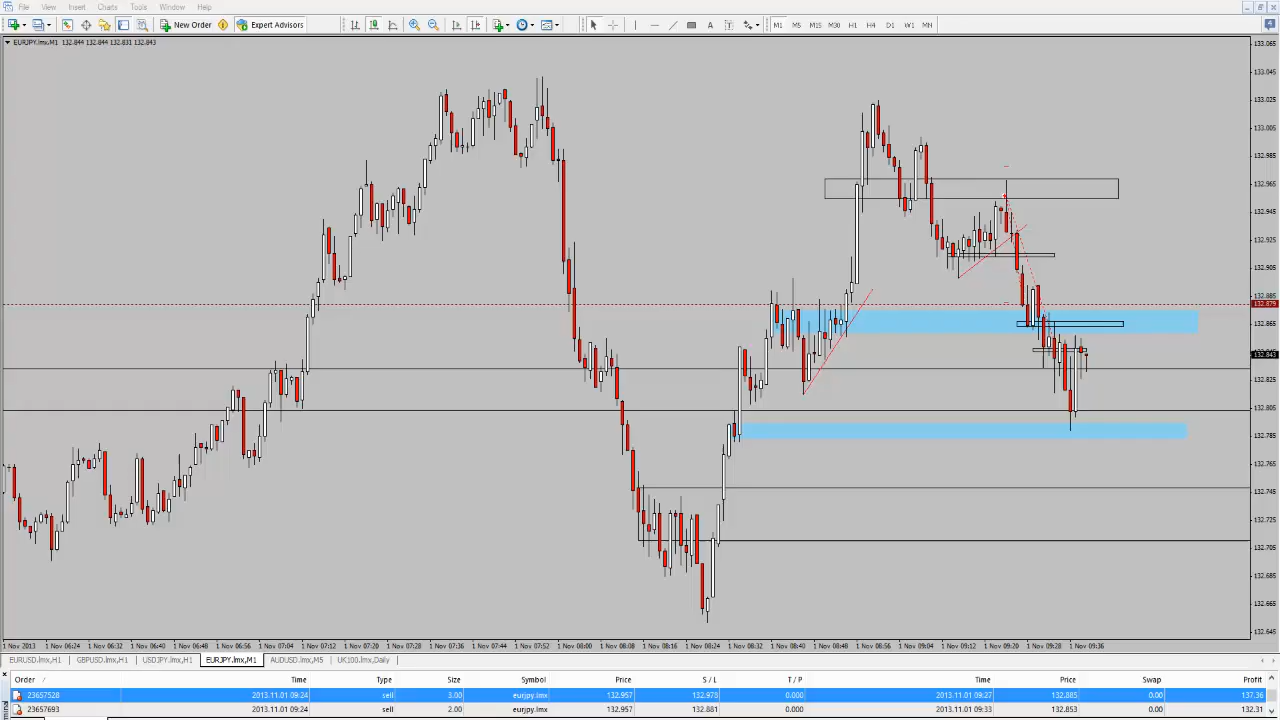 File View Insert Charts Tools Window Help
New Order Expert Advisors A T M1 M5 M15 M30 H1 H4 D1 W1 MN 4
EURJPY.lmx,M1 132.844 132.844 132.831 132.843
133.065
133.045
133.025
133.005
132.985
132.965
132.945
132.925
132.905
132.885
132.879
132.865
132.843
132.825
132.805
132.785
132.765
132.745
132.725
132.705
132.685
132.665
132.645
1 Nov 2013 1 Nov 06:24 1 Nov 06:32 1 Nov 06:40 1 Nov 06:48 1 Nov 06:56 1 Nov 07:04 1 Nov 07:12 1 Nov 07:20 1 Nov 07:28 1 Nov 07:36 1 Nov 07:44 1 Nov 07:52 1 Nov 08:00 1 Nov 08:08 1 Nov 08:16 1 Nov 08:24 1 Nov 08:32 1 Nov 08:40 1 Nov 08:48 1 Nov 08:56 1 Nov 09:04 1 Nov 09:12 1 Nov 09:20 1 Nov 09:28 1 Nov 09:36
EURUSD.lmx,H1 GBPUSD.lmx,H1 USDJPY.lmx,H1 EURJPY.lmx,M1 AUDUSD.lmx,M5 UK100.lmx,Daily
Order / Time Type Size Symbol Price S / L T / P Time Price Swap Profit
23657528 2013.11.01 09:24 sell 3.00 eurjpy.lmx 132.957 132.978 0.000 2013.11.01 09:27 132.885 0.00 137.36
23657693 2013.11.01 09:24 sell 2.00 eurjpy.lmx 132.957 132.881 0.000 2013.11.01 09:33 132.853 0.00 132.31